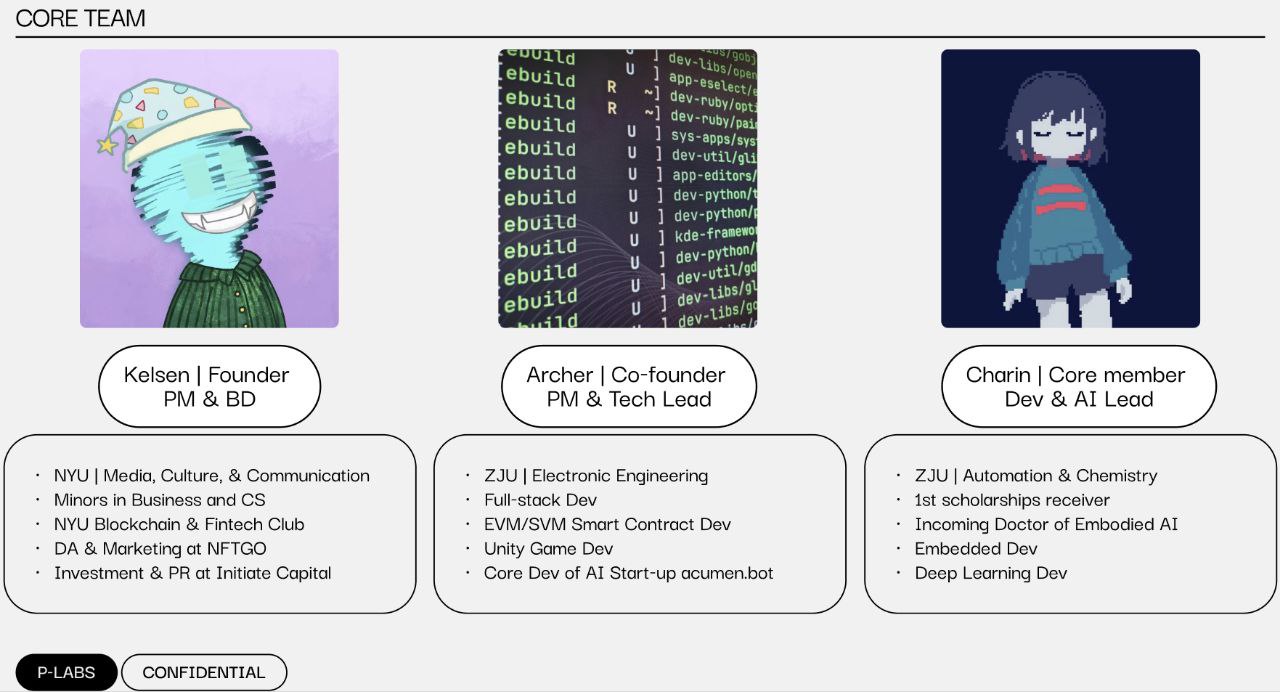 CORE TEAM
ebuild
U
ebuild
R
~]
ebuild
R
~]
ebuild
U
]
ebuild
U
]
ebuild
U
]
ebuild
U
]
ebuild
U
]
ebuild
U
]
ebuild
U
]
ebuild
U
]
ebuild
U
dev-libs/gobj
dev-libs/open
app-eselect/e
dev-ruby/opti
dev-ruby/pai
sys-apps/sys
dev-util/gli
app-editors/
dev-python/t
dev-python/p
kde-framewor
dev-python/
dev-util/gd
dev-libs/gl
dev-libs/go
Kelsen | Founder
PM & BD
Archer | Co-founder
PM & Tech Lead
Charin | Core member
Dev & AI Lead
· NYU | Media, Culture, & Communication
· Minors in Business and CS
· NYU Blockchain & Fintech Club
· DA & Marketing at NFTGO
· Investment & PR at Initiate Capital
· ZJU | Electronic Engineering
· Full-stack Dev
· EVM/SVM Smart Contract Dev
· Unity Game Dev
· Core Dev of AI Start-up acumen.bot
· ZJU | Automation & Chemistry
· 1st scholarships receiver
· Incoming Doctor of Embodied AI
· Embedded Dev
· Deep Learning Dev
P-LABS
CONFIDENTIAL